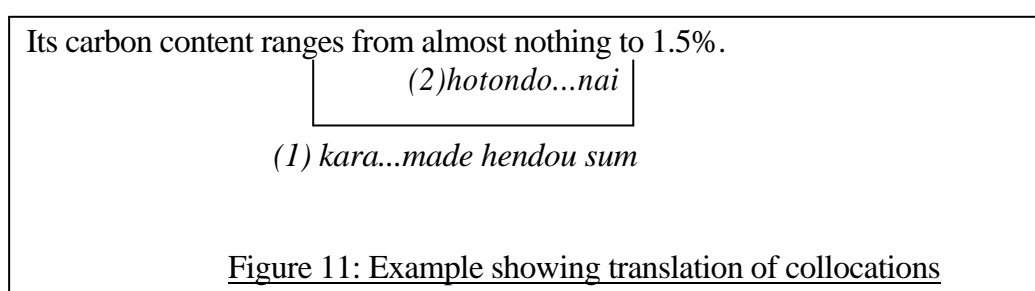 Its carbon content ranges from almost nothing to 1.5%.
(2)hotondo...nai
(1) kara...made hendou sum
Figure 11: Example showing translation of collocations